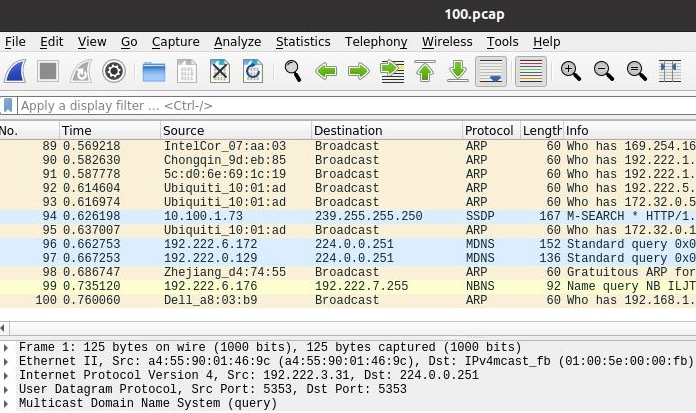 100.pcap
File Edit View Go Capture Analyze Statistics Telephony Wireless Tools Help
Apply a display filter ... <Ctrl-/>
No. Time Source Destination Protocol Length Info
89 0.569218 IntelCor_07:aa:03 Broadcast ARP 60 Who has 169.254.16
90 0.582630 Chongqin_9d:eb:85 Broadcast ARP 60 Who has 192.222.1.
91 0.587778 5c:d0:6e:69:1c:19 Broadcast ARP 60 Who has 192.222.1.
92 0.614604 Ubiquiti_10:01:ad Broadcast ARP 60 Who has 192.222.5.
93 0.616974 Ubiquiti_10:01:ad Broadcast ARP 60 Who has 172.32.0.5
94 0.626198 10.100.1.73 239.255.255.250 SSDP 167 M-SEARCH * HTTP/1.
95 0.637007 Ubiquiti_10:01:ad Broadcast ARP 60 Who has 172.32.0.1
96 0.662753 192.222.6.172 224.0.0.251 MDNS 152 Standard query 0x0
97 0.667253 192.222.0.129 224.0.0.251 MDNS 136 Standard query 0x0
98 0.686747 Zhejiang_d4:74:55 Broadcast ARP 60 Gratuitous ARP for
99 0.735120 192.222.6.176 192.222.7.255 NBNS 92 Name query NB ILJT
100 0.760060 Dell_a8:03:b9 Broadcast ARP 60 Who has 192.168.1.
Frame 1: 125 bytes on wire (1000 bits), 125 bytes captured (1000 bits)
Ethernet II, Src: a4:55:90:01:46:9c (a4:55:90:01:46:9c), Dst: IPv4mcast_fb (01:00:5e:00:00:fb)
Internet Protocol Version 4, Src: 192.222.3.31, Dst: 224.0.0.251
User Datagram Protocol, Src Port: 5353, Dst Port: 5353
Multicast Domain Name System (query)